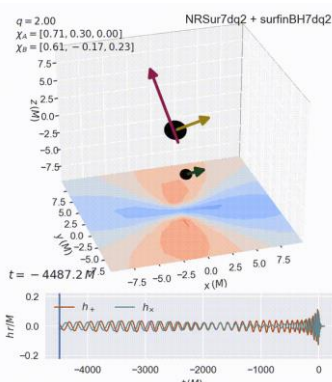 q = 2.00
χ_A = [0.71, 0.30, 0.00]
χ_B = [0.61, −0.17, 0.23]
NRSur7dq2 + surfinBH7dq2
z (M)
7.5
5.0
2.5
0.0
−2.5
−5.0
−7.5
y (M)
7.5
5.0
2.5
0.0
−2.5
−5.0
−7.5
x (M)
−7.5 −5.0 −2.5 0.0 2.5 5.0 7.5
t = −4487.2 M
h r/M
0.2
0.0
−0.2
h₊ h×
−4000 −3000 −2000 −1000 0